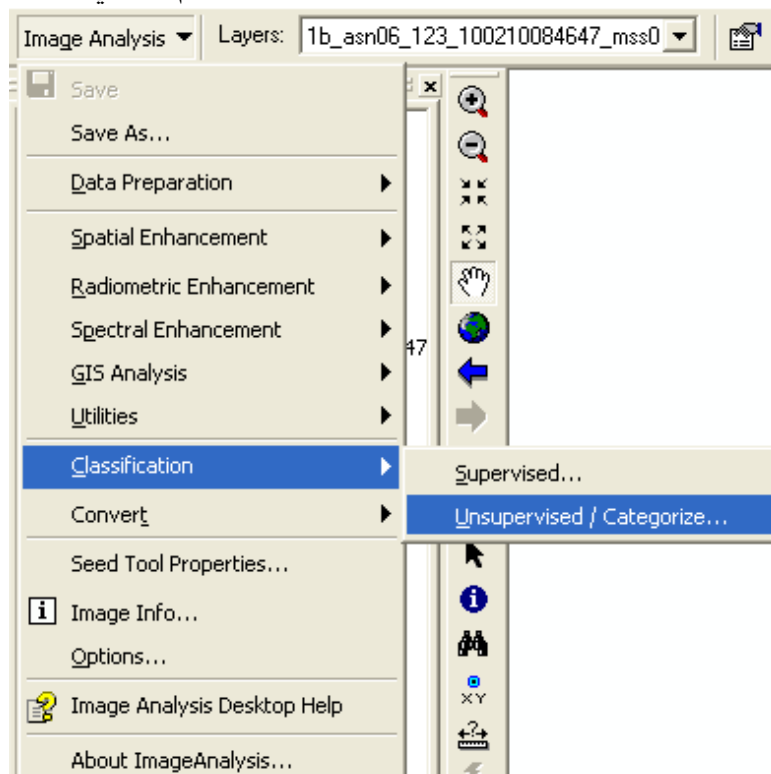 Image Analysis Layers: 1b_asn06_123_100210084647_mss0
Save
Save As...
Data Preparation
Spatial Enhancement
Radiometric Enhancement
Spectral Enhancement
47
GIS Analysis
Utilities
Classification
Supervised...
Convert
Unsupervised / Categorize...
Seed Tool Properties...
Image Info...
Options...
XY
Image Analysis Desktop Help
About ImageAnalysis...